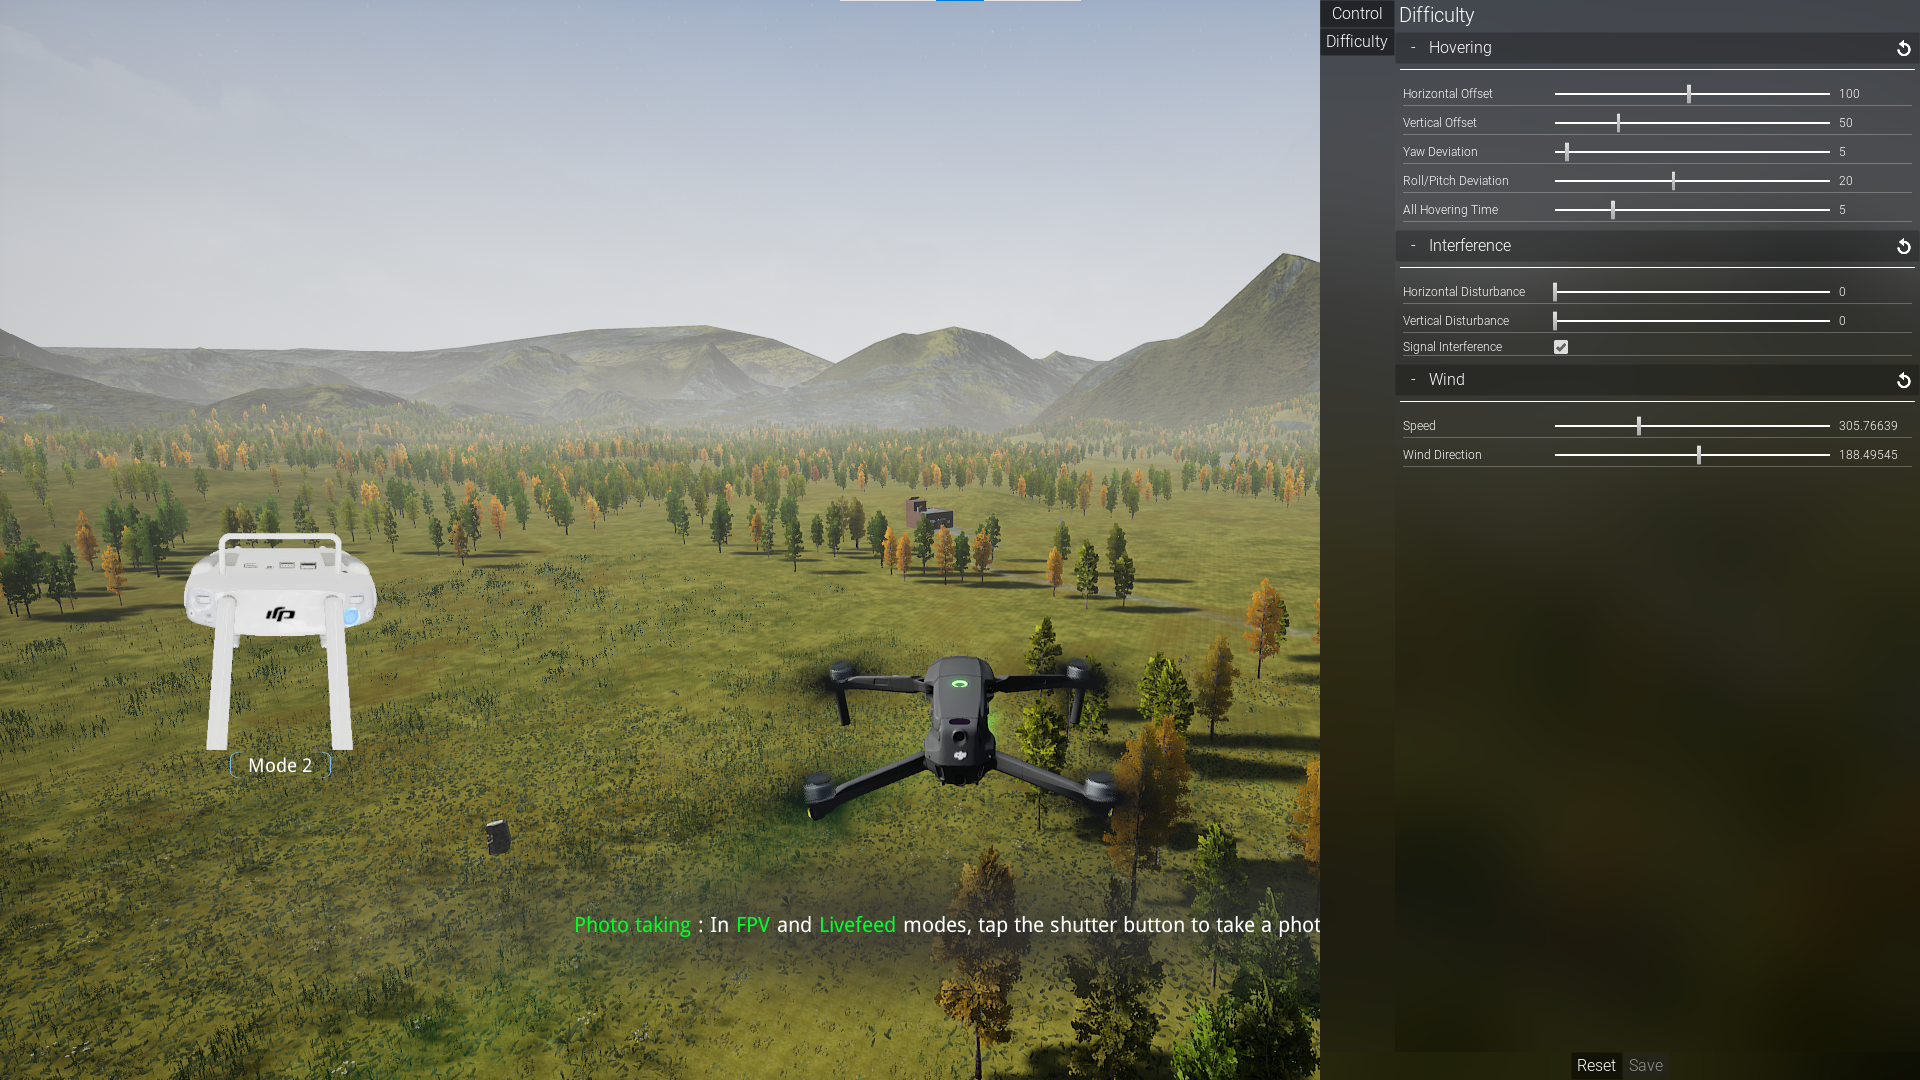 Control
Difficulty
Difficulty
- Hovering
Horizontal Offset 100
Vertical Offset 50
Yaw Deviation 5
Roll/Pitch Deviation 20
All Hovering Time 5
- Interference
Horizontal Disturbance 0
Vertical Disturbance 0
Signal Interference
- Wind
Speed 305.76639
Wind Direction 188.49545
dji
Mode 2
dji
Photo taking : In FPV and Livefeed modes, tap the shutter button to take a phot
Reset Save